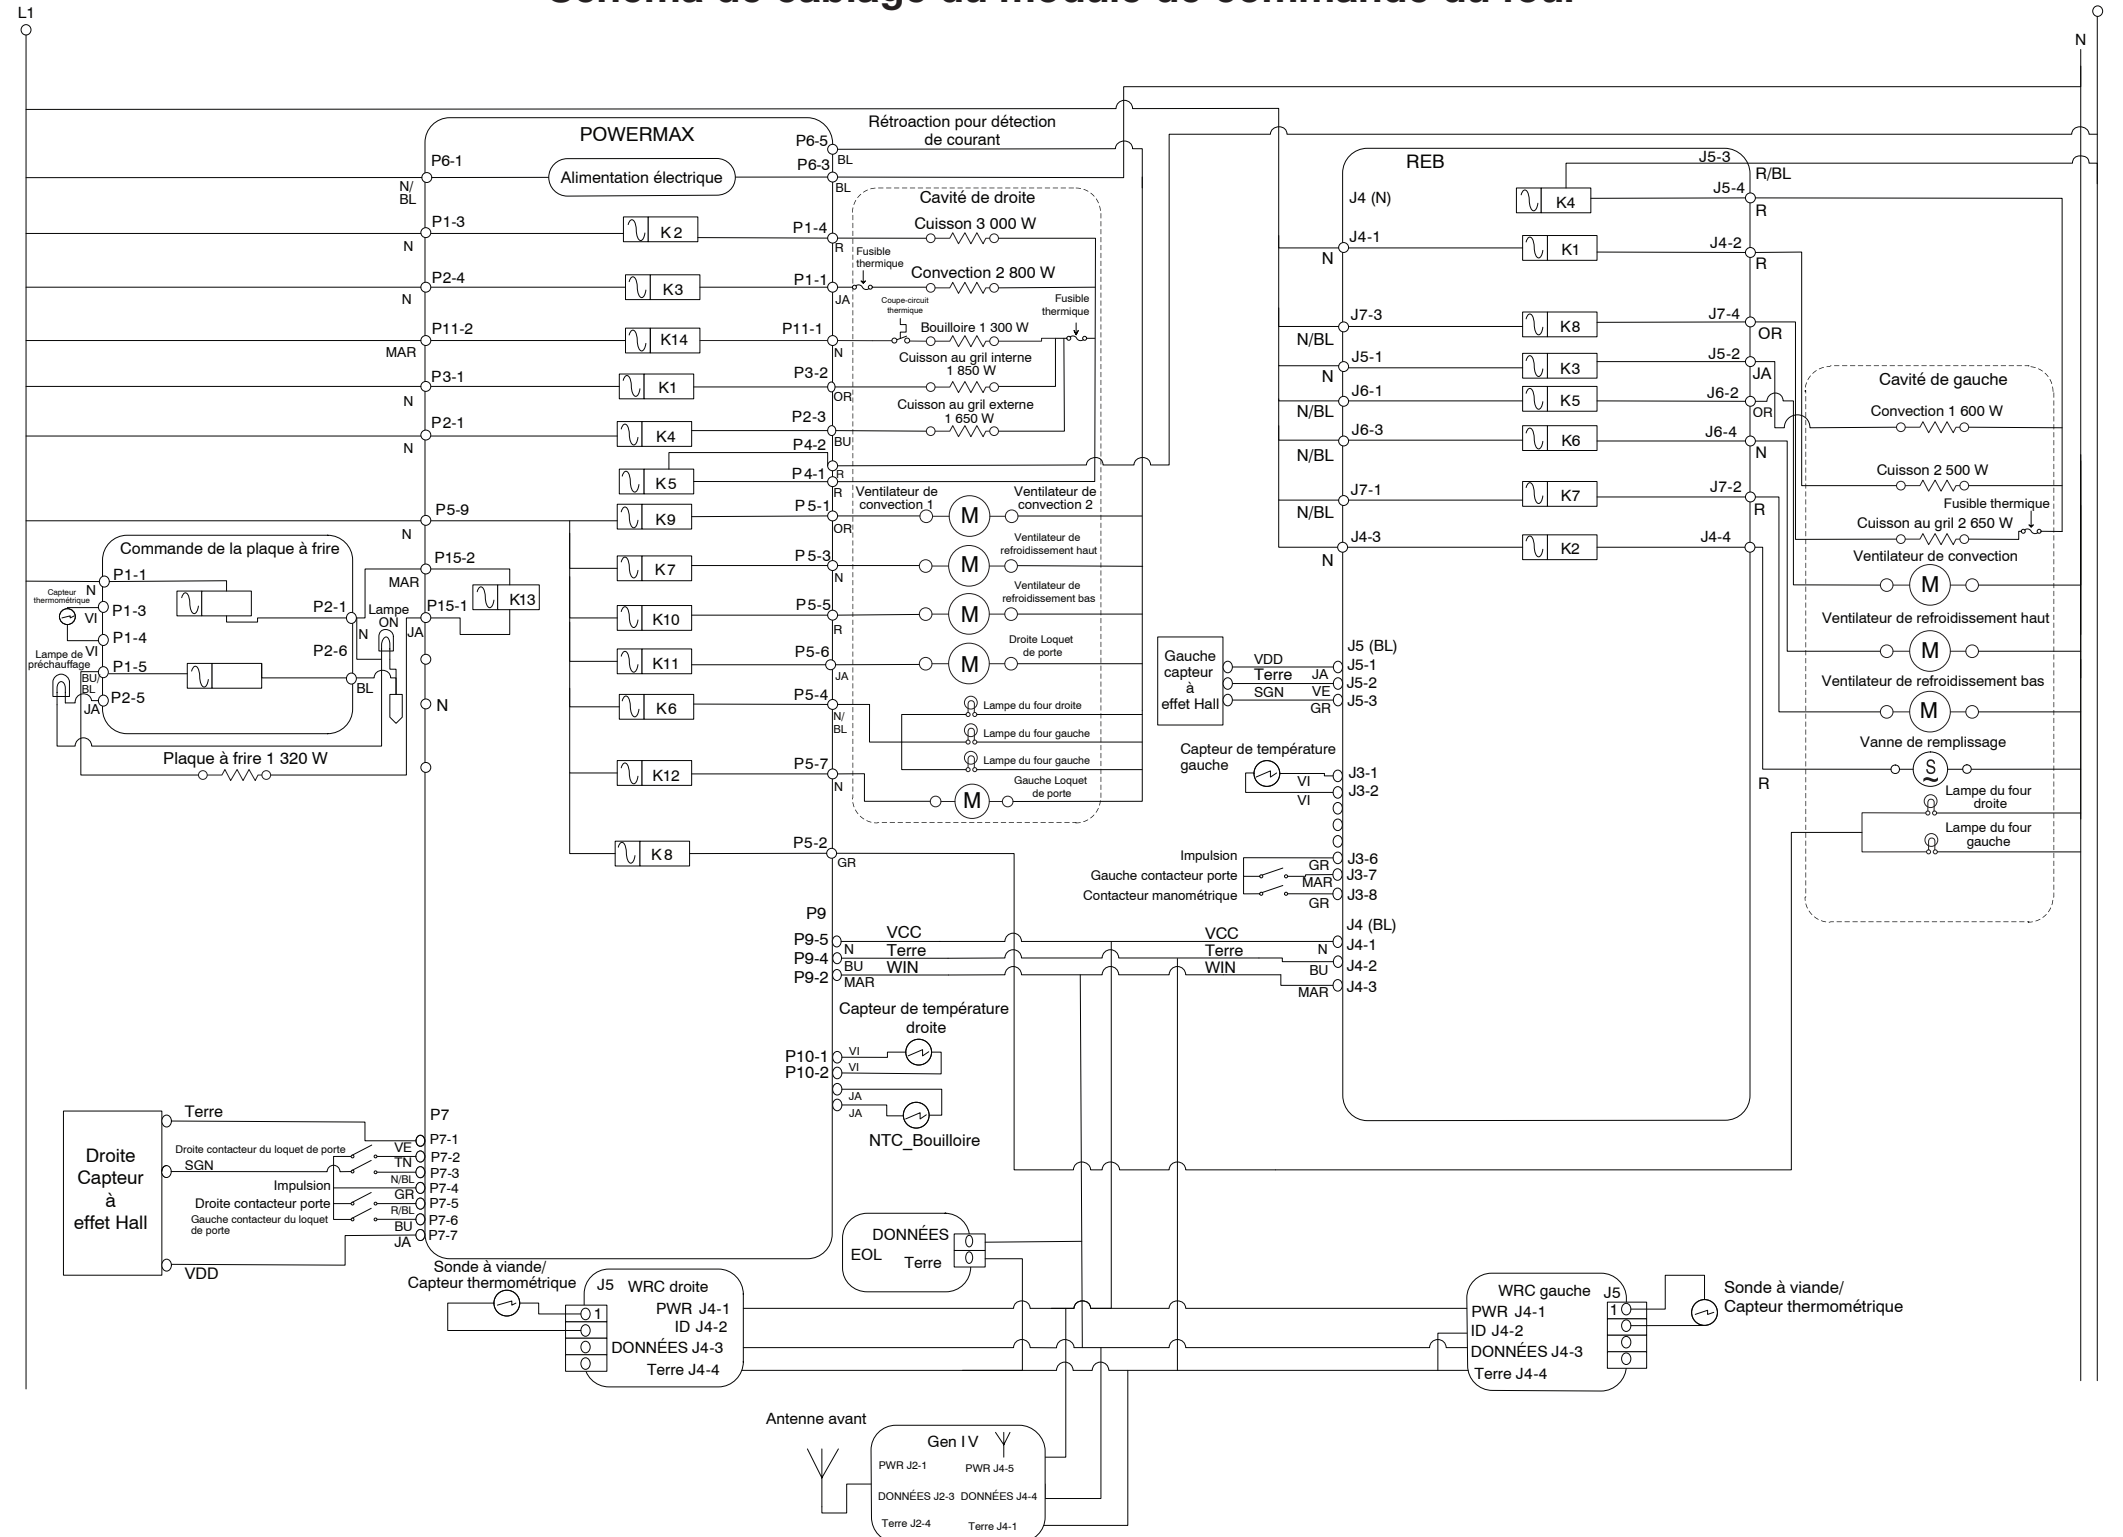 Schéma de câblage du module de commande du four
L1
N
POWERMAX
Alimentation électrique
P6-1
N/
BL
P1-3
N
P2-4
N
P11-2
MAR
P3-1
N
P2-1
N
P5-9
N
P15-2
MAR
P15-1
JA
N
K2
K3
K14
K1
K4
K5
K9
K7
K10
K11
K6
K12
K8
K13
P6-5
BL
P6-3
BL
P1-4
R
P1-1
JA
P11-1
N
P3-2
OR
P2-3
BU
P4-2
R
P4-1
R
P5-1
OR
P5-3
N
P5-5
R
P5-6
JA
P5-4
N/
BL
P5-7
N
P5-2
GR
Rétroaction pour détection
de courant
Cavité de droite
Cuisson 3 000 W
Fusible
thermique
Convection 2 800 W
Coupe-circuit
thermique
Fusible
thermique
Bouilloire 1 300 W
Cuisson au gril interne
1 850 W
Cuisson au gril externe
1 650 W
Ventilateur de
convection 1
M
Ventilateur de
convection 2
Ventilateur de
refroidissement haut
M
Ventilateur de
refroidissement bas
M
Droite Loquet
de porte
M
Lampe du four droite
Lampe du four gauche
Lampe du four gauche
Gauche Loquet
de porte
M
Commande de la plaque à frire
P1-1
N
Capteur
thermométrique
P1-3
VI
P1-4
VI
Lampe de
préchauffage
P1-5
BU/
BL
P2-5
JA
P2-1
N
P2-6
BL
Lampe
ON
Plaque à frire 1 320 W
REB
J4 (N)
J4-1
N
J7-3
N/BL
J5-1
N
J6-1
N/BL
J6-3
N/BL
J7-1
N/BL
J4-3
N
K4
K1
K8
K3
K5
K6
K7
K2
J5-3
R/BL
J5-4
R
J4-2
R
J7-4
OR
J5-2
JA
J6-2
OR
J6-4
N
J7-2
R
J4-4
R
Cavité de gauche
Convection 1 600 W
Cuisson 2 500 W
Fusible thermique
Cuisson au gril 2 650 W
Ventilateur de convection
M
Ventilateur de refroidissement haut
M
Ventilateur de refroidissement bas
M
Vanne de remplissage
S
~
Lampe du four
droite
Lampe du four
gauche
Gauche
capteur
à
effet Hall
J5 (BL)
VDD
J5-1
Terre
JA
J5-2
SGN
VE
J5-3
GR
Capteur de température
gauche
J3-1
VI
J3-2
VI
Impulsion
J3-6
GR
Gauche contacteur porte
J3-7
MAR
Contacteur manométrique
J3-8
GR
J4 (BL)
P9
P9-5
VCC
VCC
N
J4-1
P9-4
N
Terre
Terre
BU
J4-2
P9-2
BU
WIN
WIN
MAR
MAR
J4-3
Capteur de température
droite
P10-1
VI
P10-2
VI
JA
JA
NTC_Bouilloire
Droite
Capteur
à
effet Hall
Terre
SGN
VDD
Droite contacteur du loquet de porte
Impulsion
Droite contacteur porte
Gauche contacteur du loquet
de porte
P7
P7-1
VE
P7-2
TN
P7-3
N/BL
P7-4
GR
P7-5
R/BL
P7-6
BU
P7-7
JA
DONNÉES
EOL
Terre
0
0
Sonde à viande/
Capteur thermométrique
J5
WRC droite
0 1
0
0
0
PWR J4-1
ID J4-2
DONNÉES J4-3
Terre J4-4
WRC gauche
J5
1 0
0
0
0
PWR J4-1
ID J4-2
DONNÉES J4-3
Terre J4-4
Sonde à viande/
Capteur thermométrique
Antenne avant
Gen IV
PWR J2-1
PWR J4-5
DONNÉES J2-3
DONNÉES J4-4
Terre J2-4
Terre J4-1